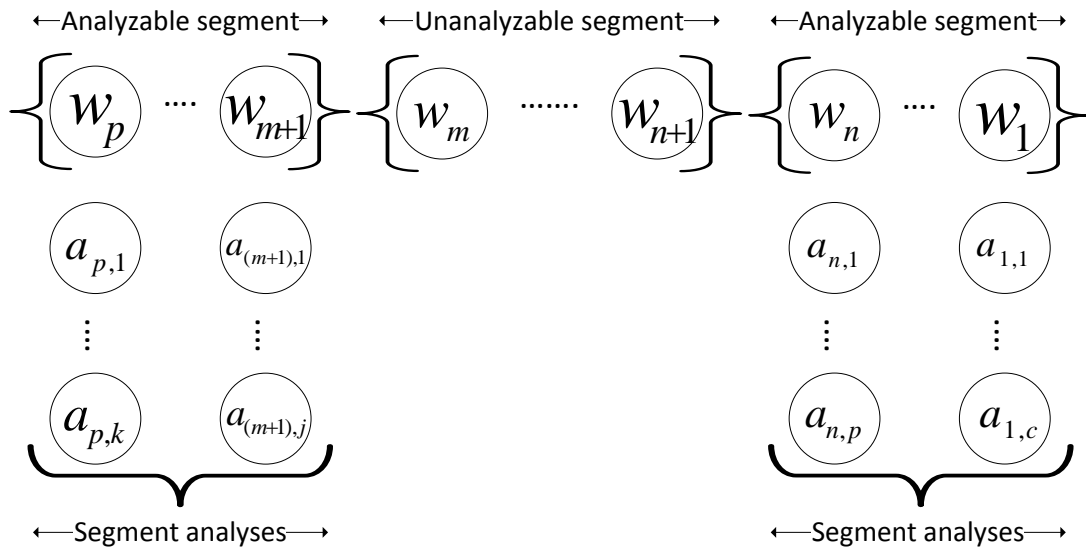 Analyzable segment Unanalyzable segment Analyzable segment
w_p .... w_{m+1} w_m ....... w_{n+1} w_n .... w_1
a_{p,1} a_{(m+1),1} a_{n,1} a_{1,1}
a_{p,k} a_{(m+1),j} a_{n,p} a_{1,c}
Segment analyses Segment analyses